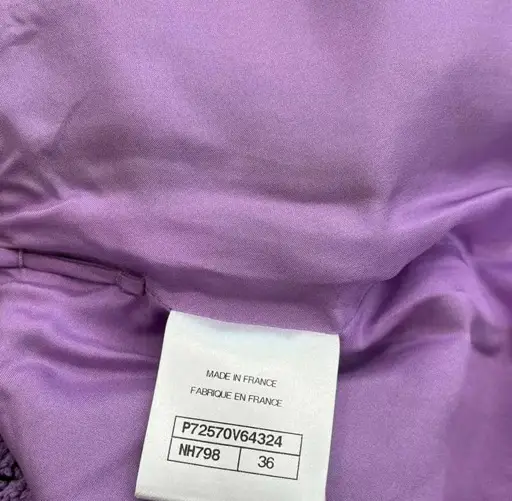 MADE IN FRANCE
FABRIQUE EN FRANCE
P72570V64324
NH798 36